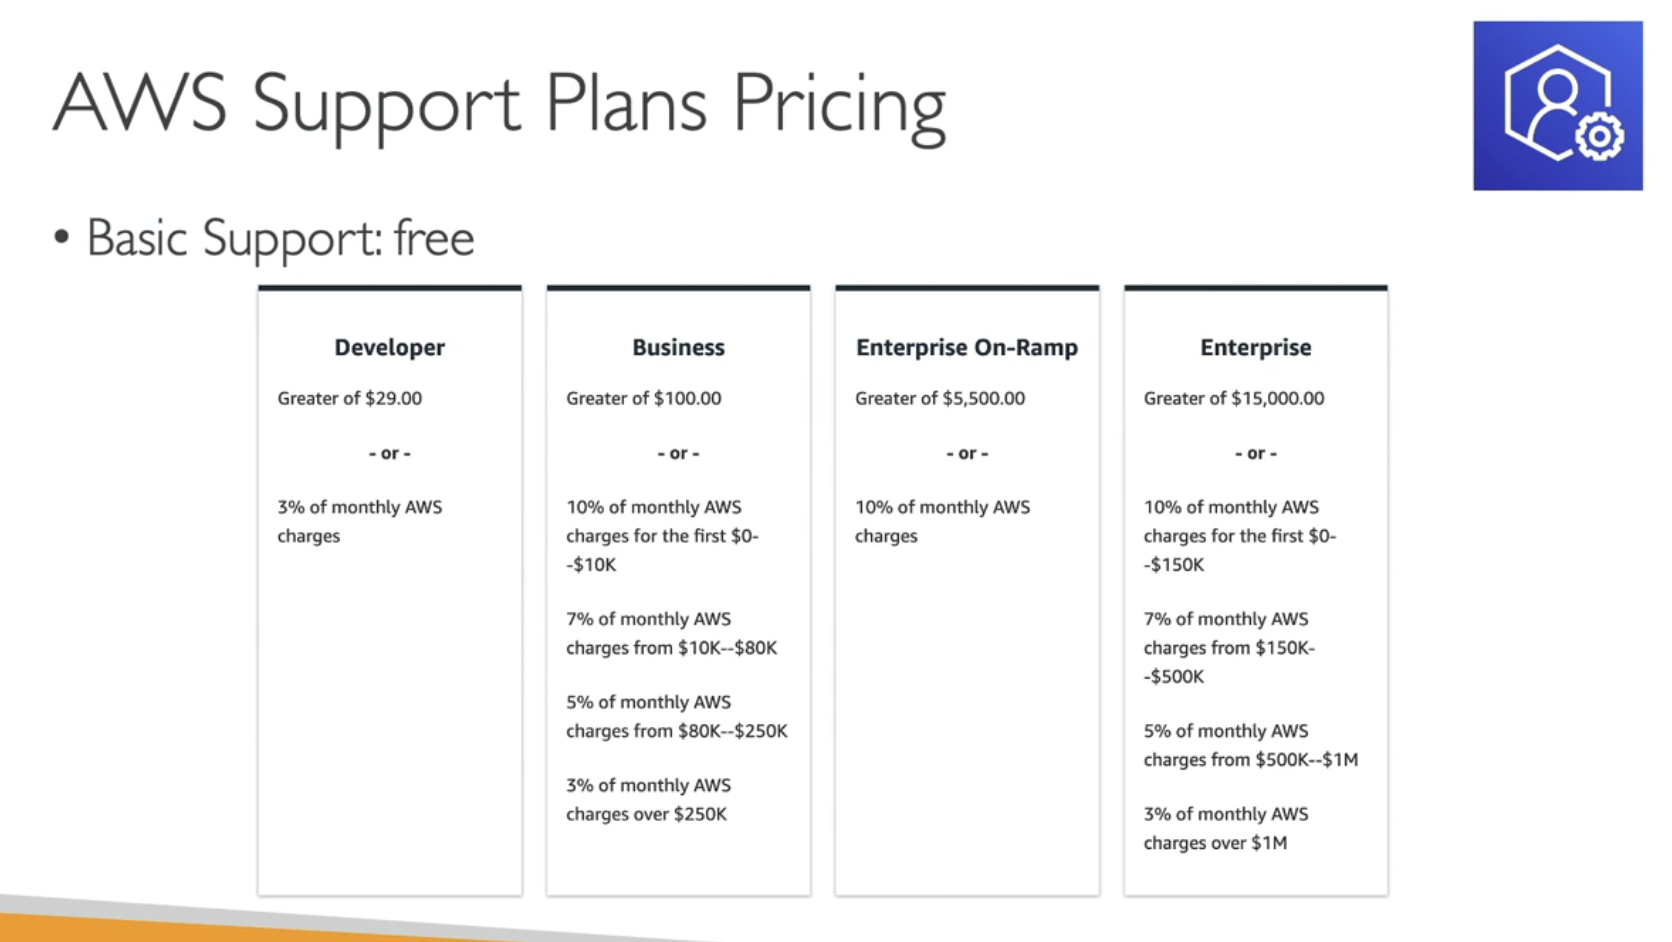 AWS Support Plans Pricing
• Basic Support: free
Developer
Greater of $29.00
- or -
3% of monthly AWS
charges
Business
Greater of $100.00
- or -
10% of monthly AWS
charges for the first $0-
-$10K
7% of monthly AWS
charges from $10K--$80K
5% of monthly AWS
charges from $80K--$250K
3% of monthly AWS
charges over $250K
Enterprise On-Ramp
Greater of $5,500.00
- or -
10% of monthly AWS
charges
Enterprise
Greater of $15,000.00
- or -
10% of monthly AWS
charges for the first $0-
-$150K
7% of monthly AWS
charges from $150K-
-$500K
5% of monthly AWS
charges from $500K--$1M
3% of monthly AWS
charges over $1M